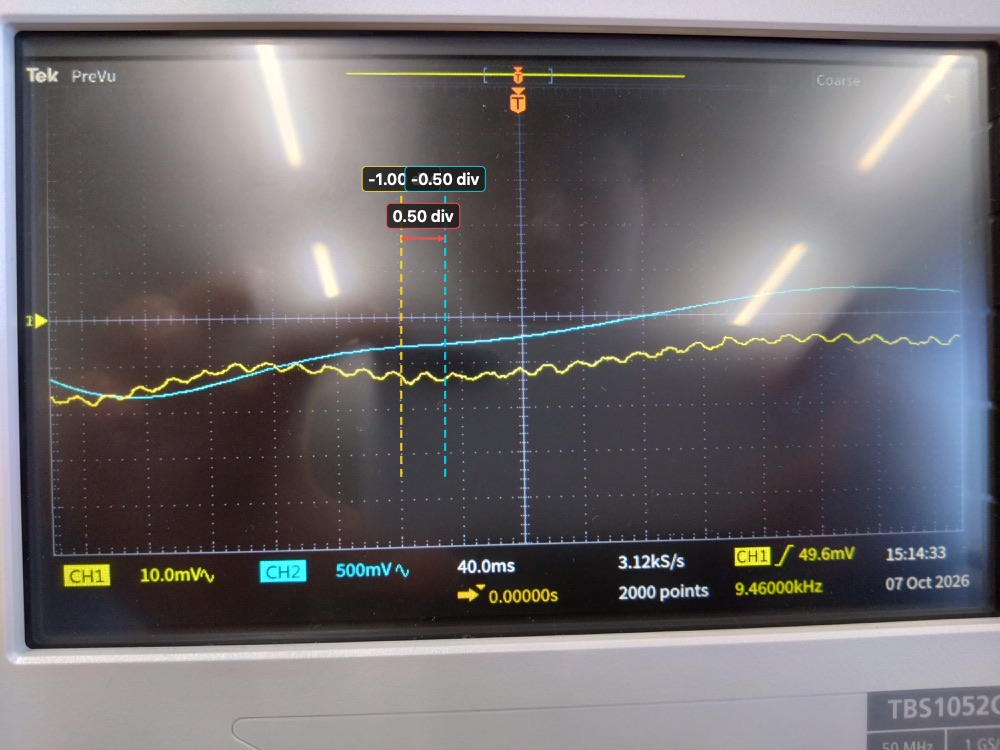 Tek PreVu
Coarse
T
T
-1.00 -0.50 div
0.50 div
1
CH1 10.0mV CH2 500mV 40.0ms 3.12kS/s CH1 49.6mV 15:14:33
0.00000s 2000 points 9.46000kHz 07 Oct 2026
TBS1052C
50 MHz 1 GS/